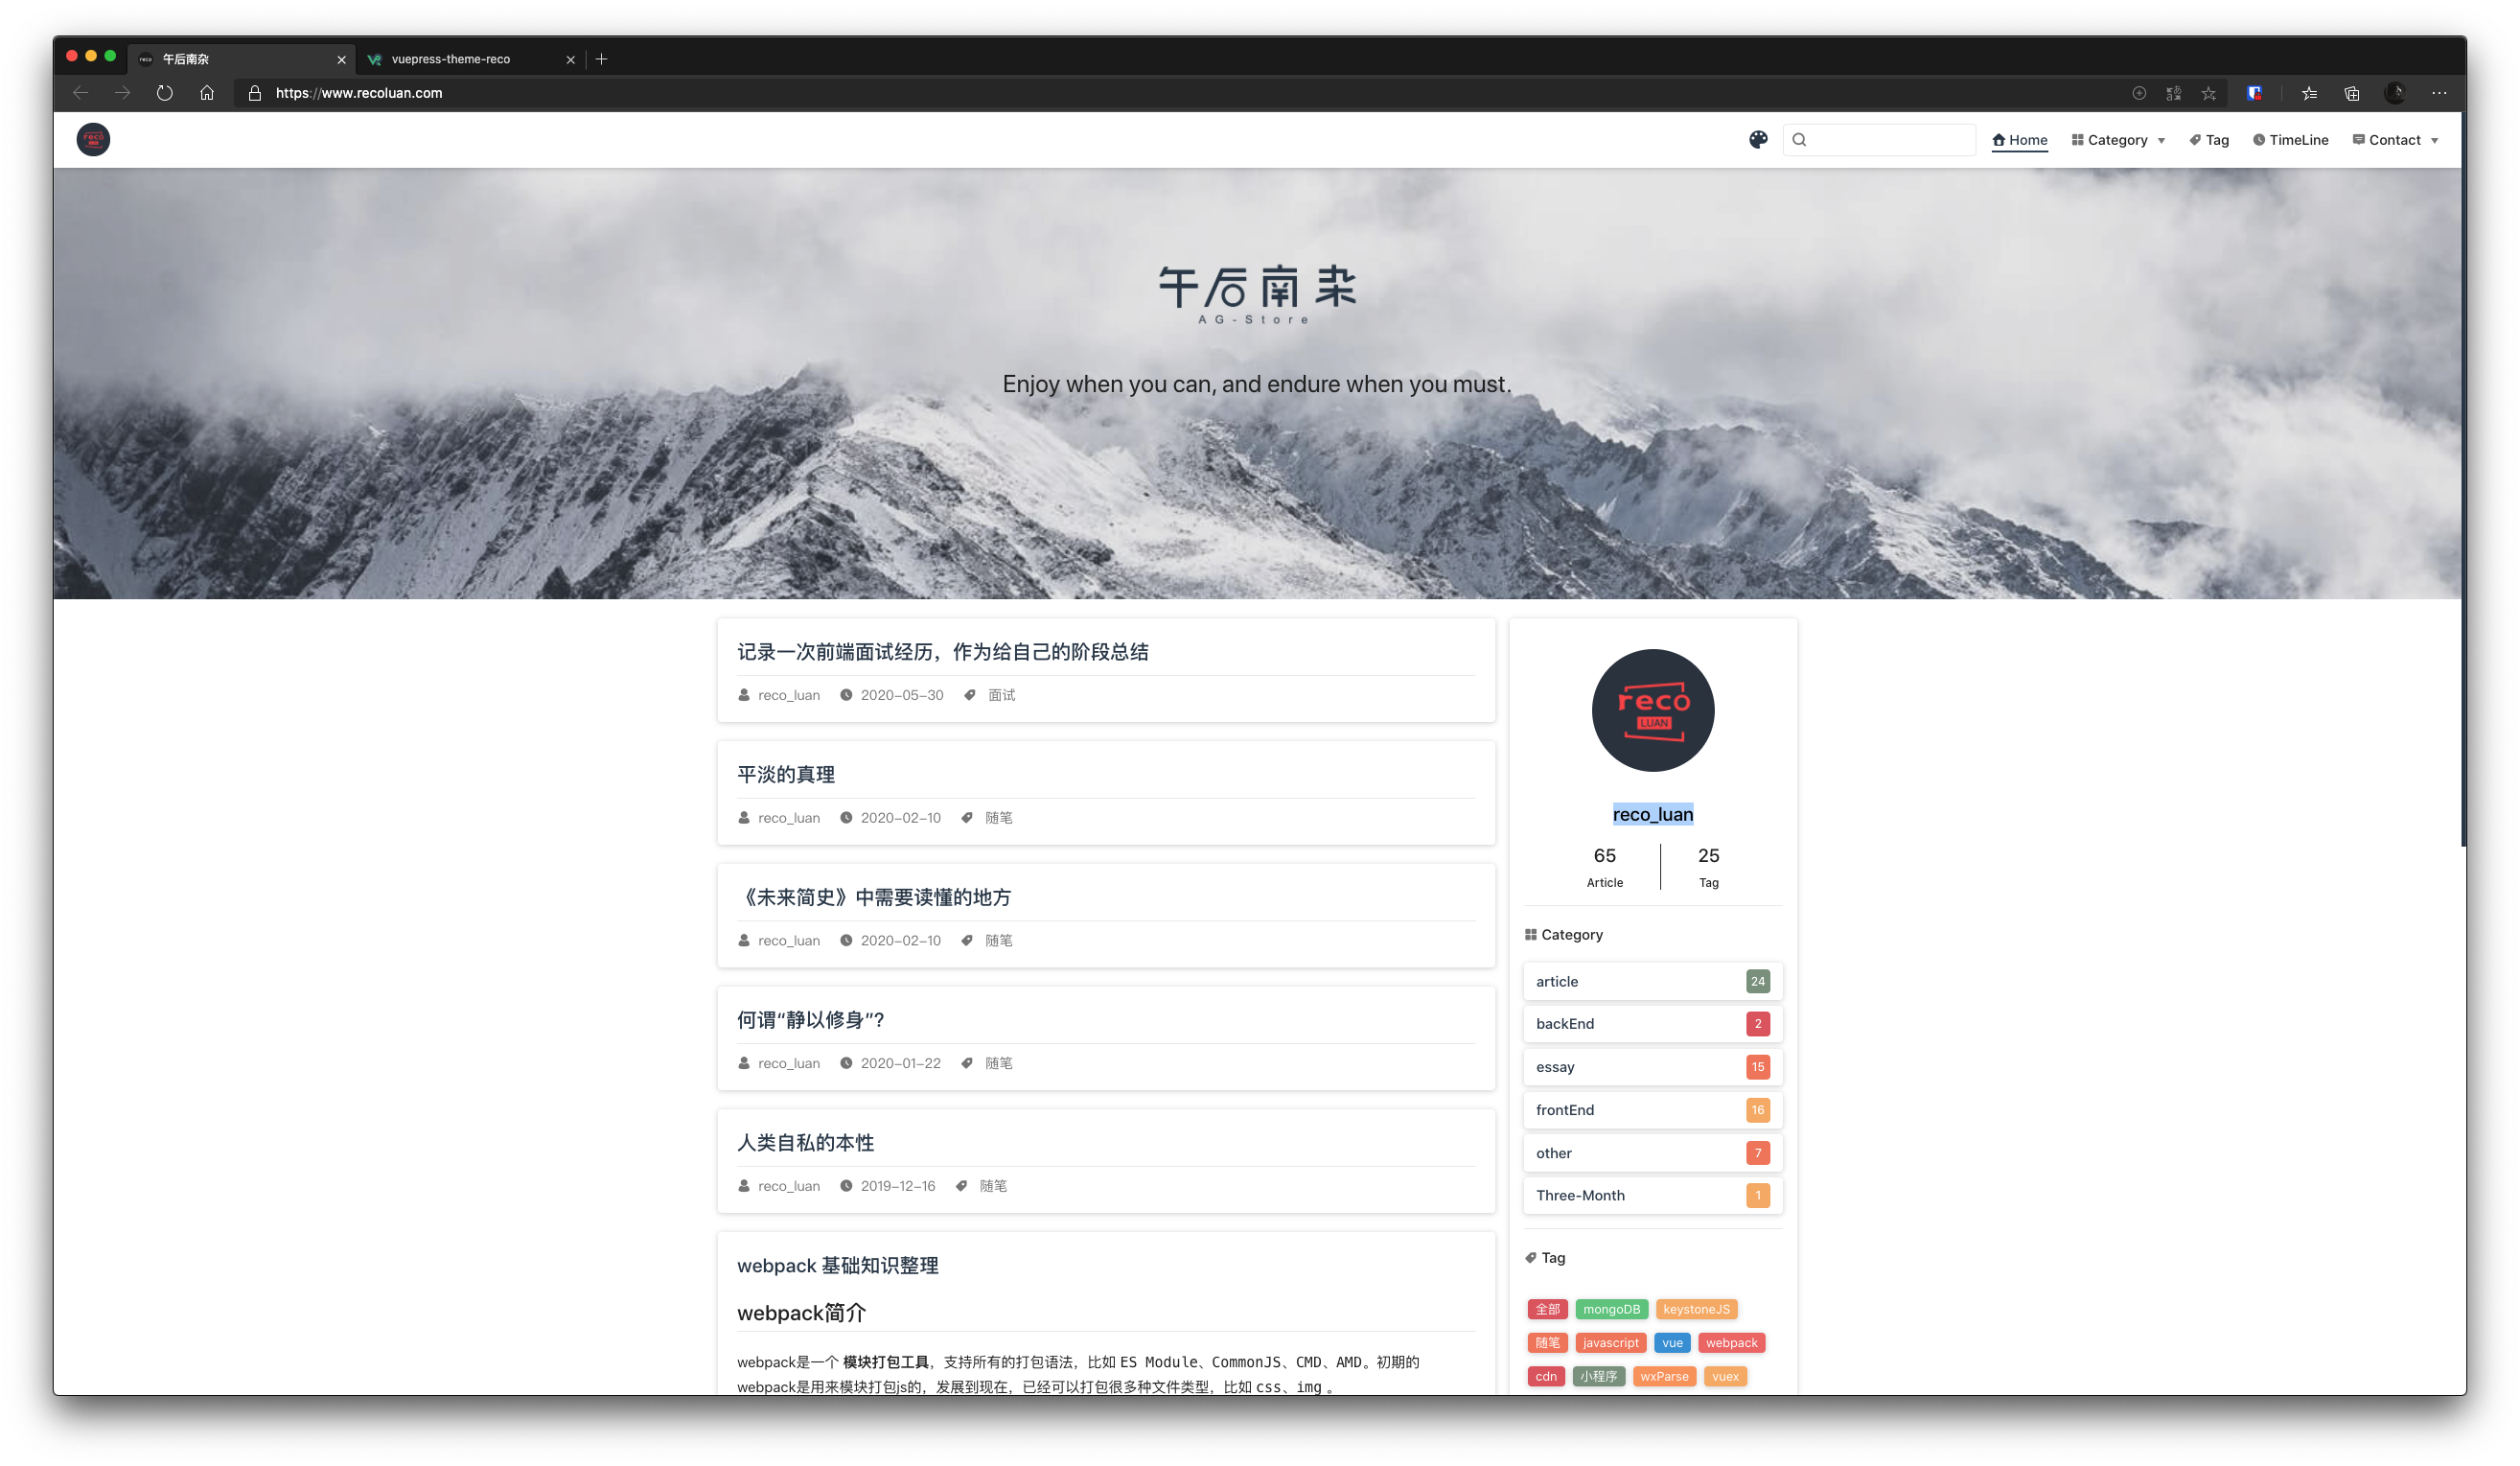 午后南杂
vuepress-theme-reco
https://www.recoluan.com
reco
Home
Category
Tag
TimeLine
Contact
午后南杂
AG-Store
Enjoy when you can, and endure when you must.
记录一次前端面试经历，作为给自己的阶段总结
reco_luan 2020-05-30 面试
平淡的真理
reco_luan 2020-02-10 随笔
《未来简史》中需要读懂的地方
reco_luan 2020-02-10 随笔
何谓“静以修身”？
reco_luan 2020-01-22 随笔
人类自私的本性
reco_luan 2019-12-16 随笔
webpack 基础知识整理
webpack简介
webpack是一个 模块打包工具，支持所有的打包语法，比如 ES Module、CommonJS、CMD、AMD。初期的
webpack是用来模块打包js的，发展到现在，已经可以打包很多种文件类型，比如 css、img 。
reco
LUAN
reco_luan
65 25
Article Tag
Category
article 24
backEnd 2
essay 15
frontEnd 16
other 7
Three-Month 1
Tag
全部 mongoDB keystoneJS
随笔 javascript vue webpack
cdn 小程序 wxParse vuex